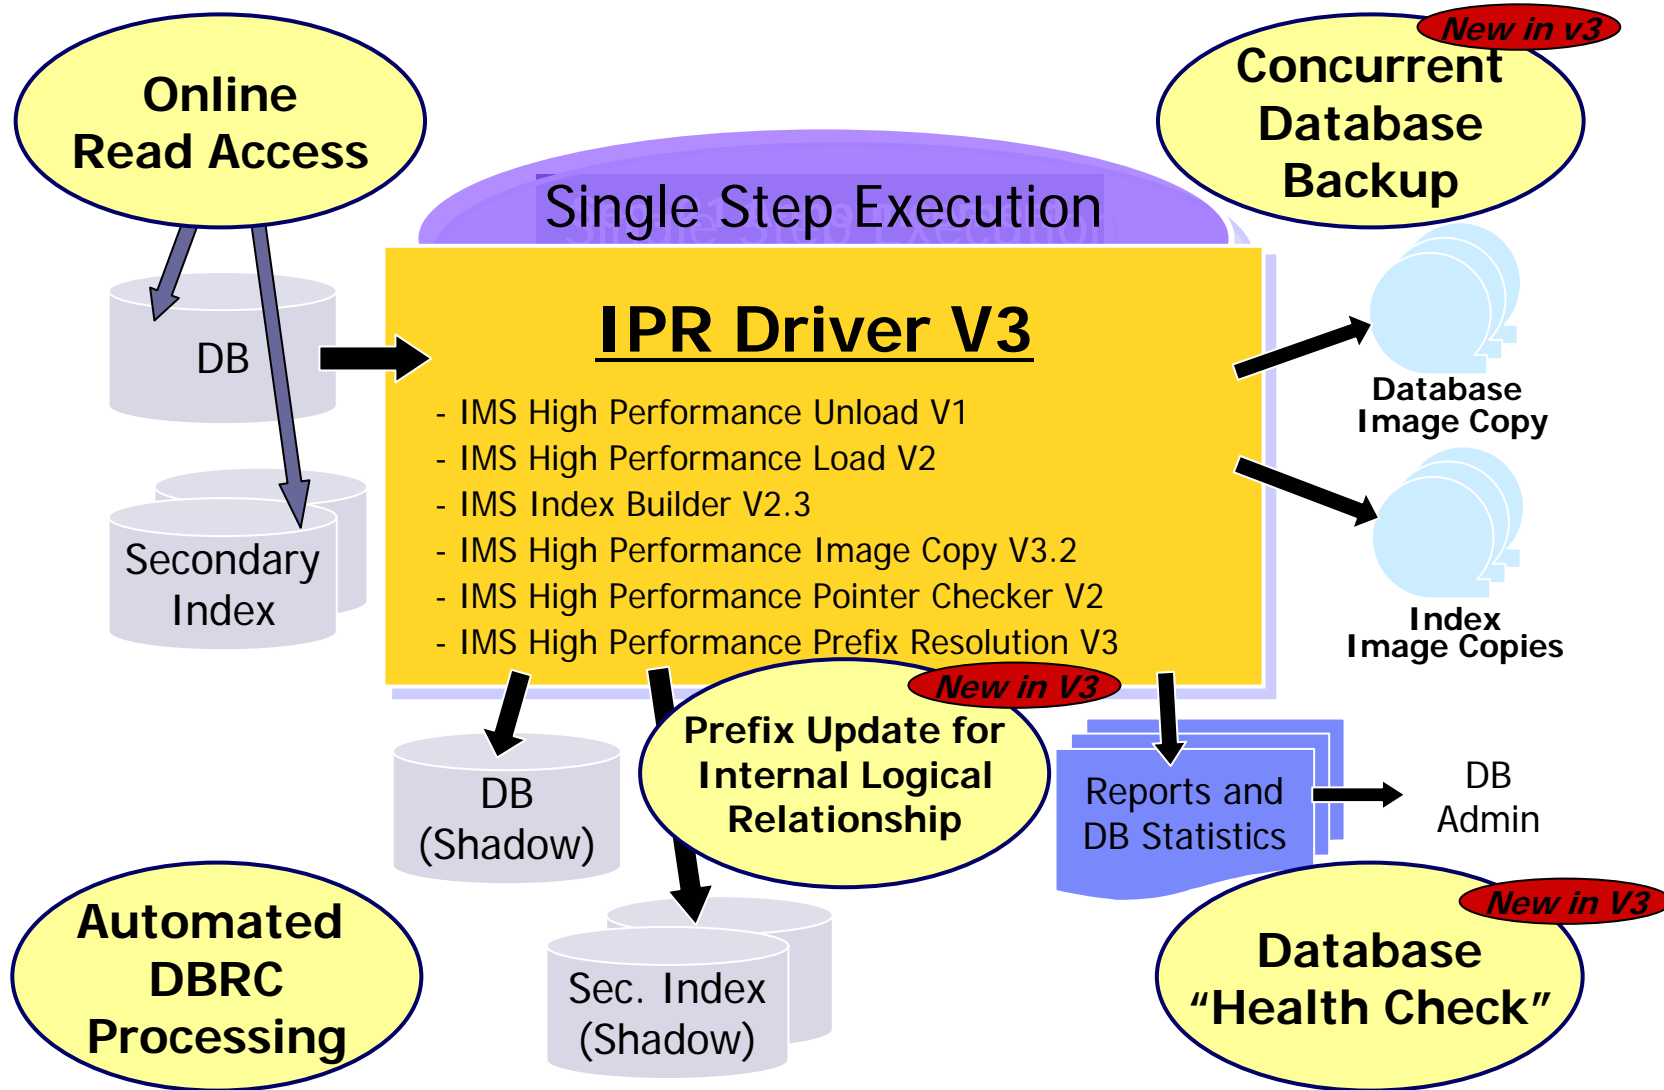 Online
Read Access
New in v3
Concurrent
Database
Backup
Single Step Execution
IPR Driver V3
- IMS High Performance Unload V1
- IMS High Performance Load V2
- IMS Index Builder V2.3
- IMS High Performance Image Copy V3.2
- IMS High Performance Pointer Checker V2
- IMS High Performance Prefix Resolution V3
DB
Secondary
Index
Database
Image Copy
Index
Image Copies
New in V3
Prefix Update for
Internal Logical
Relationship
DB
(Shadow)
Sec. Index
(Shadow)
Reports and
DB Statistics
DB
Admin
Automated
DBRC
Processing
New in V3
Database
“Health Check”